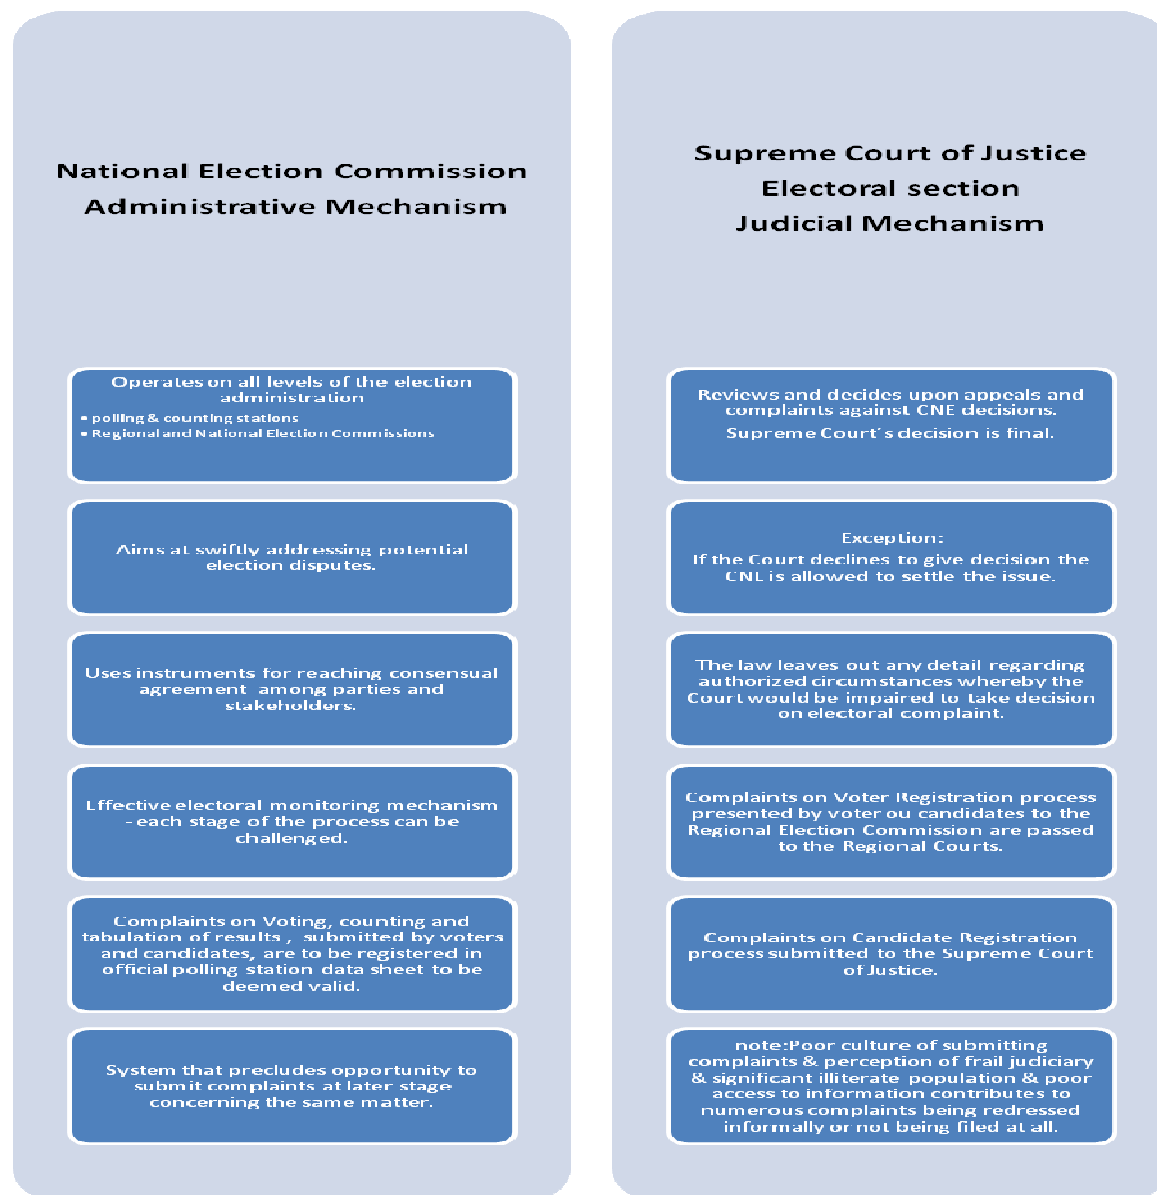 National Election Commission
Administrative Mechanism
Operates on all levels of the election
administration
• polling & counting stations
• Regional and National Election Commissions
Aims at swiftly addressing potential
election disputes.
Uses instruments for reaching consensual
agreement among parties and
stakeholders.
Effective electoral monitoring mechanism
- each stage of the process can be
challenged.
Complaints on Voting, counting and
tabulation of results , submitted by voters
and candidates, are to be registered in
official polling station data sheet to be
deemed valid.
System that precludes opportunity to
submit complaints at later stage
concerning the same matter.
Supreme Court of Justice
Electoral section
Judicial Mechanism
Reviews and decides upon appeals and
complaints against CNE decisions.
Supreme Court´s decision is final.
Exception:
If the Court declines to give decision the
CNE is allowed to settle the issue.
The law leaves out any detail regarding
authorized circumstances whereby the
Court would be impaired to take decision
on electoral complaint.
Complaints on Voter Registration process
presented by voter ou candidates to the
Regional Election Commission are passed
to the Regional Courts.
Complaints on Candidate Registration
process submitted to the Supreme Court
of Justice.
note:Poor culture of submitting
complaints & perception of frail judiciary
& significant illiterate population & poor
access to information contributes to
numerous complaints being redressed
informally or not being filed at all.